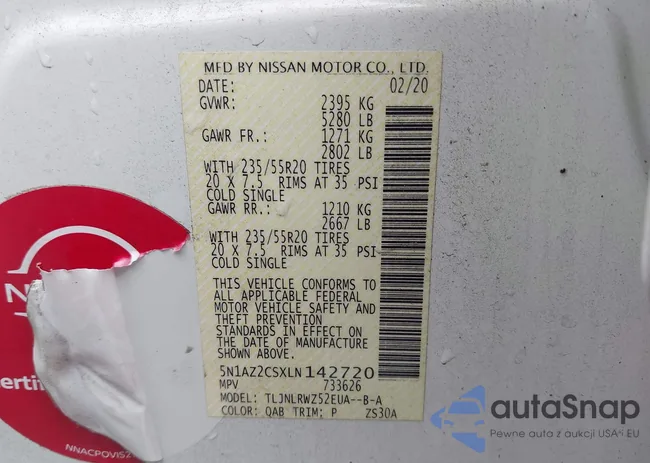 MFD BY NISSAN MOTOR CO., LTD.
DATE: 02/20
GVWR: 2395 KG
5280 LB
GAWR FR.: 1271 KG
2802 LB
WITH 235/55R20 TIRES
20 X 7.5 RIMS AT 35 PSI
COLD SINGLE
GAWR RR.: 1210 KG
2667 LB
WITH 235/55R20 TIRES
20 X 7.5 RIMS AT 35 PSI
COLD SINGLE
THIS VEHICLE CONFORMS TO
ALL APPLICABLE FEDERAL
MOTOR VEHICLE SAFETY AND
THEFT PREVENTION
STANDARDS IN EFFECT ON
THE DATE OF MANUFACTURE
SHOWN ABOVE.
5N1AZ2CSXLN142720
MPV 733626
MODEL: TLJNLRWZ52EUA--B-A
COLOR: QAB TRIM: P ZS30A
N
ertifi
NNACPOVIS2
autaSnap
Pewne auta z aukcji USA i EU